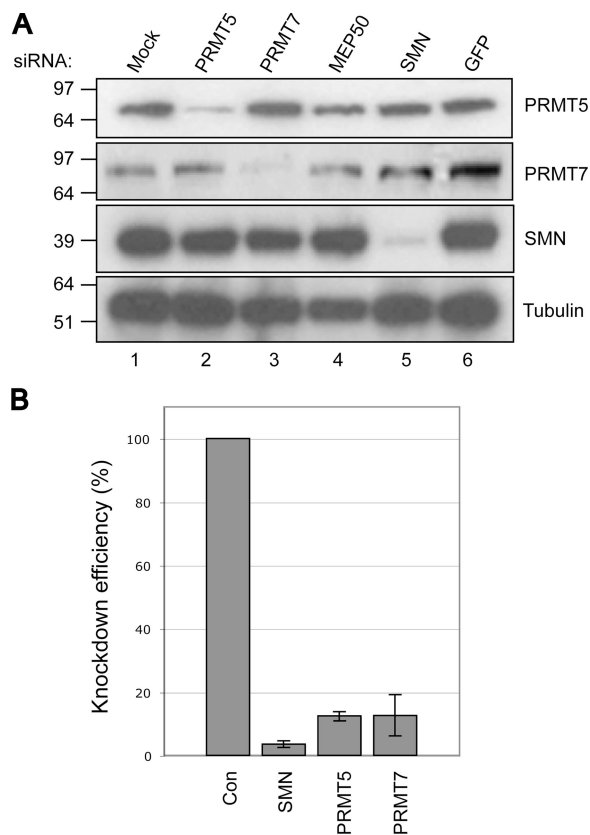 A
siRNA: Mock PRMT5 PRMT7 MEP50 SMN GFP
97
64
PRMT5
97
64
PRMT7
39
SMN
64
51
Tubulin
1 2 3 4 5 6
B
Knockdown efficiency (%)
100
80
60
40
20
0
Con SMN PRMT5 PRMT7